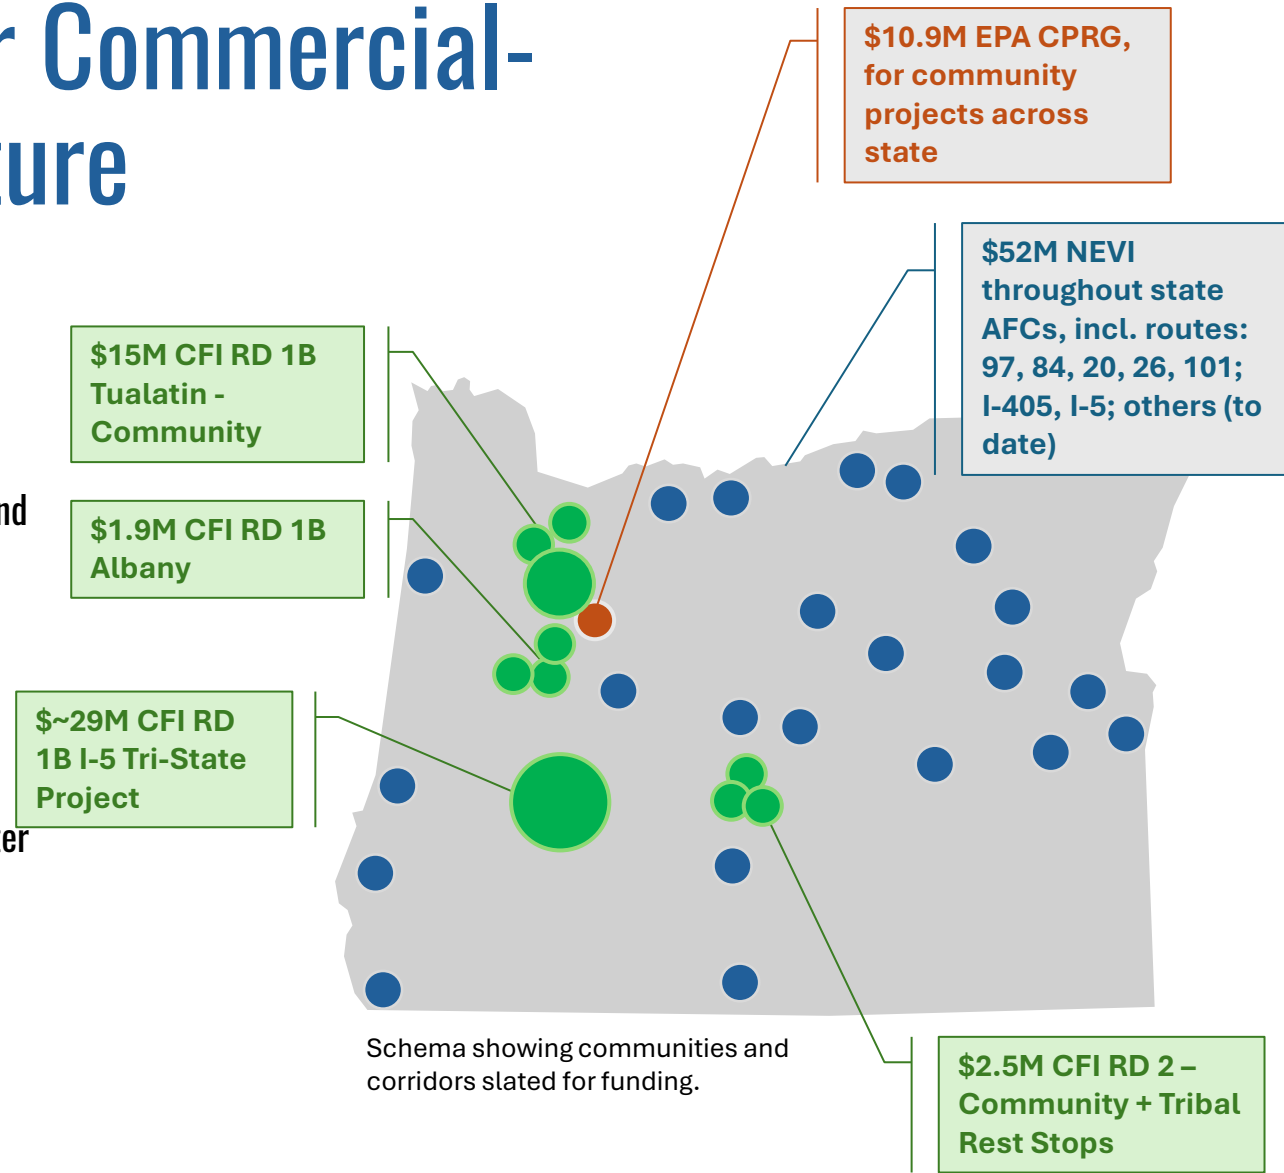 r Commercial-
ture
$10.9M EPA CPRG,
for community
projects across
state
$52M NEVI
throughout state
AFCs, incl. routes:
97, 84, 20, 26, 101;
I-405, I-5; others (to
date)
$15M CFI RD 1B
Tualatin -
Community
nd
$1.9M CFI RD 1B
Albany
$~29M CFI RD
1B I-5 Tri-State
Project
ter
Schema showing communities and
corridors slated for funding.
$2.5M CFI RD 2 –
Community + Tribal
Rest Stops